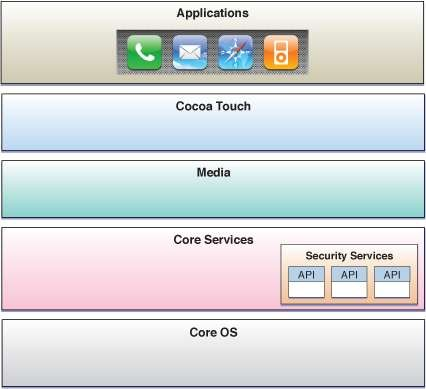 Applications
Cocoa Touch
Media
Core Services
Security Services
API API API
Core OS